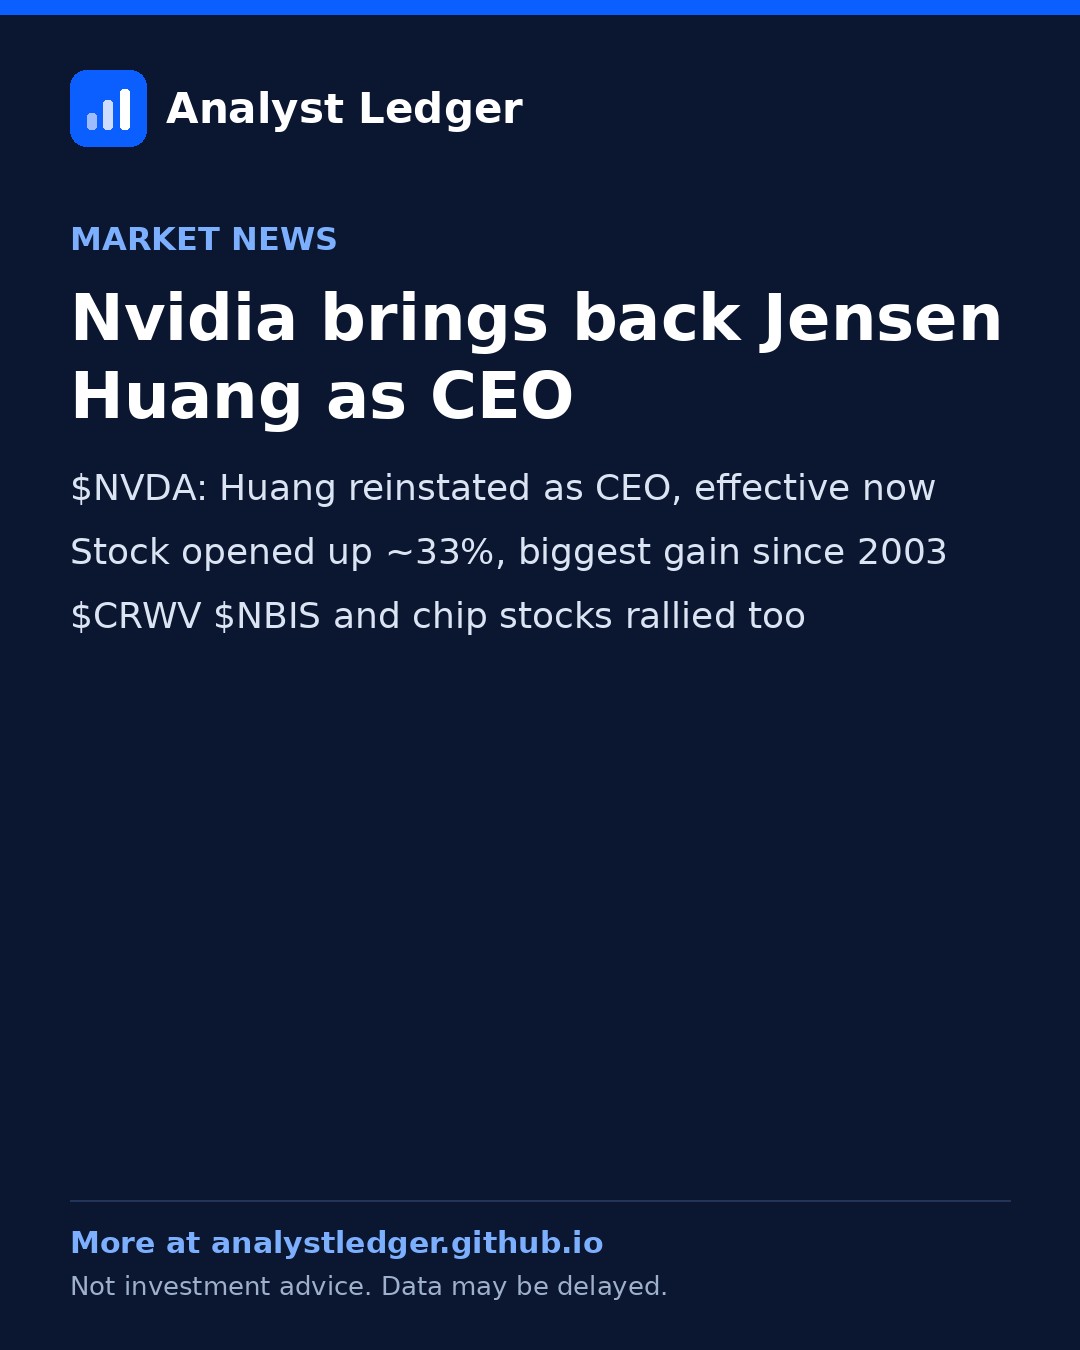 Analyst Ledger
MARKET NEWS
Nvidia brings back Jensen
Huang as CEO
$NVDA: Huang reinstated as CEO, effective now
Stock opened up ~33%, biggest gain since 2003
$CRWV $NBIS and chip stocks rallied too
More at analystledger.github.io
Not investment advice. Data may be delayed.